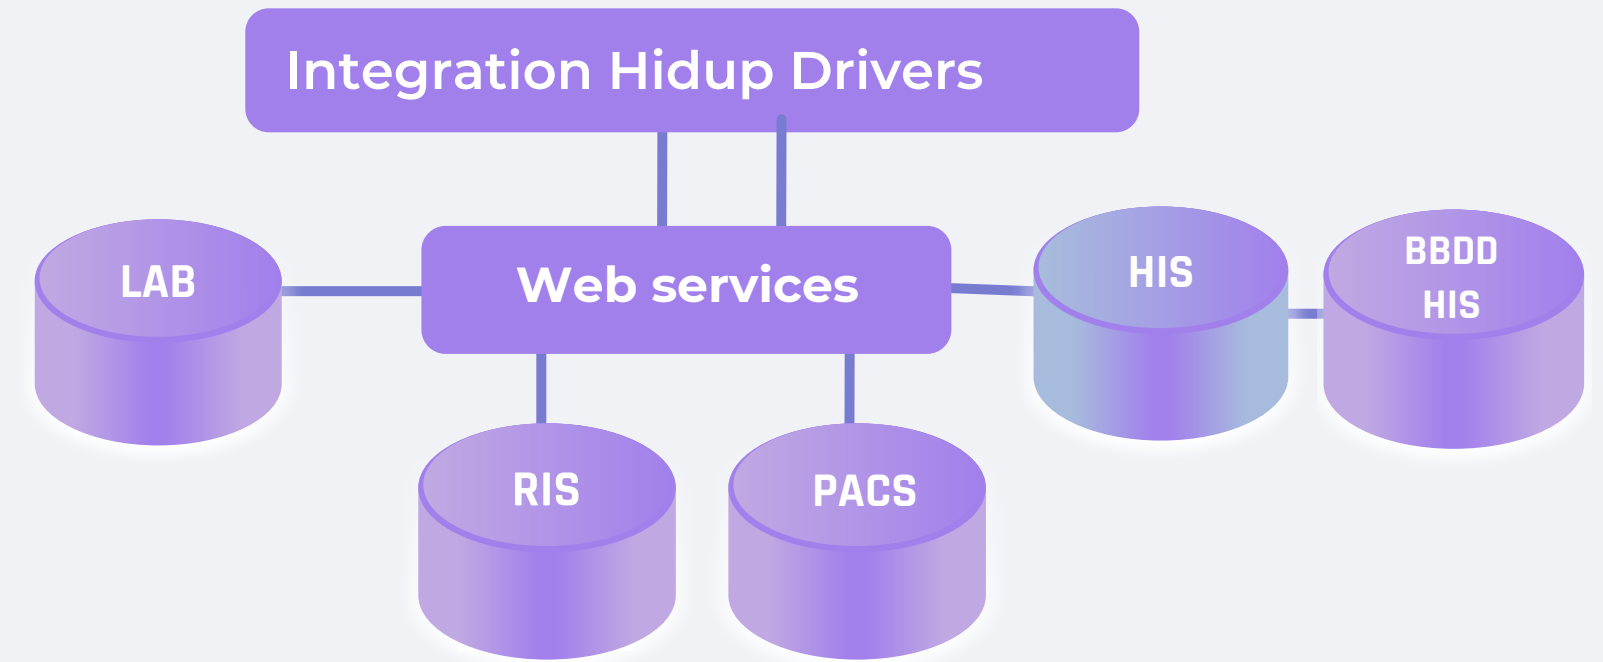 Integration Hidup Drivers
LAB
Web services
HIS
BBDD
HIS
RIS
PACS